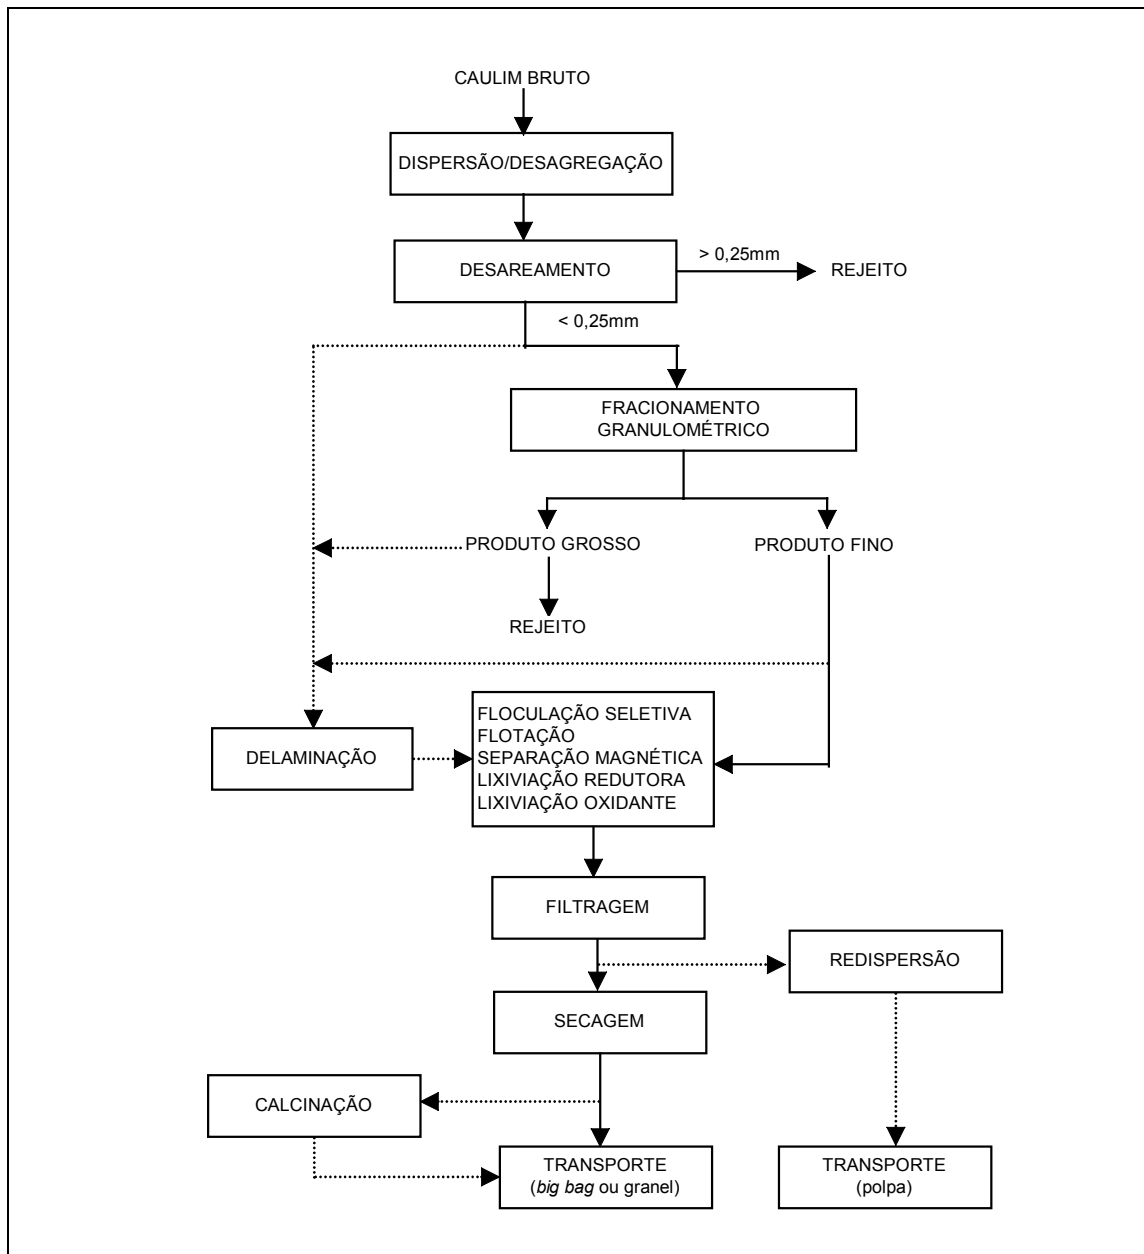 CAULIM BRUTO
DISPERSÃO/DESAGREGAÇÃO
DESAREAMENTO
> 0,25mm
REJEITO
< 0,25mm
FRACIONAMENTO
GRANULOMÉTRICO
PRODUTO GROSSO
PRODUTO FINO
REJEITO
DELAMINAÇÃO
FLOCULAÇÃO SELETIVA
FLOTAÇÃO
SEPARAÇÃO MAGNÉTICA
LIXIVIAÇÃO REDUTORA
LIXIVIAÇÃO OXIDANTE
FILTRAGEM
REDISPERSÃO
SECAGEM
CALCINAÇÃO
TRANSPORTE
(big bag ou granel)
TRANSPORTE
(polpa)